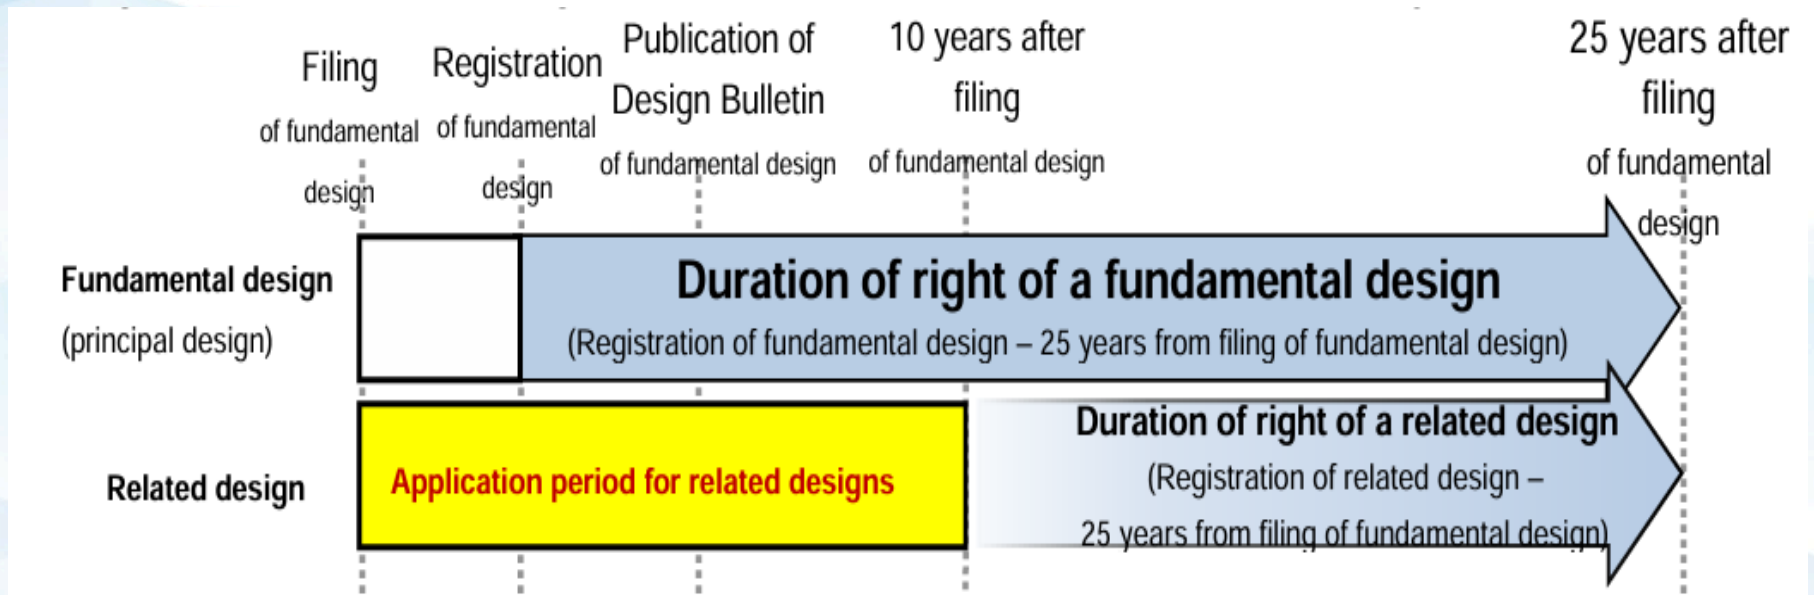 Filing
of fundamental
design
Registration
of fundamental
design
Publication of
Design Bulletin
of fundamental design
10 years after
filing
of fundamental design
25 years after
filing
of fundamental
design
Fundamental design
(principal design)
Duration of right of a fundamental design
(Registration of fundamental design – 25 years from filing of fundamental design)
Related design
Application period for related designs
Duration of right of a related design
(Registration of related design –
25 years from filing of fundamental design)